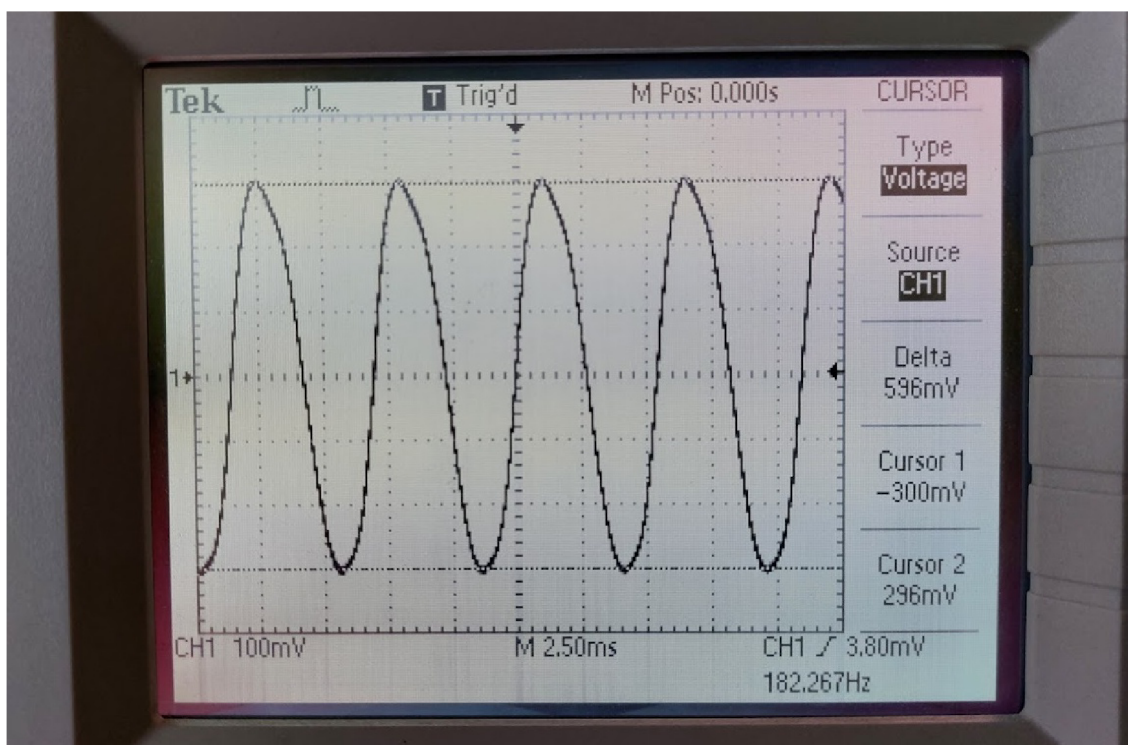 Tek T Trig'd M Pos: 0.000s CURSOR
Type
Voltage
Source
CH1
1
Delta
596mV
Cursor 1
-300mV
Cursor 2
296mV
CH1 100mV M 2.50ms CH1 3.80mV
182.267Hz